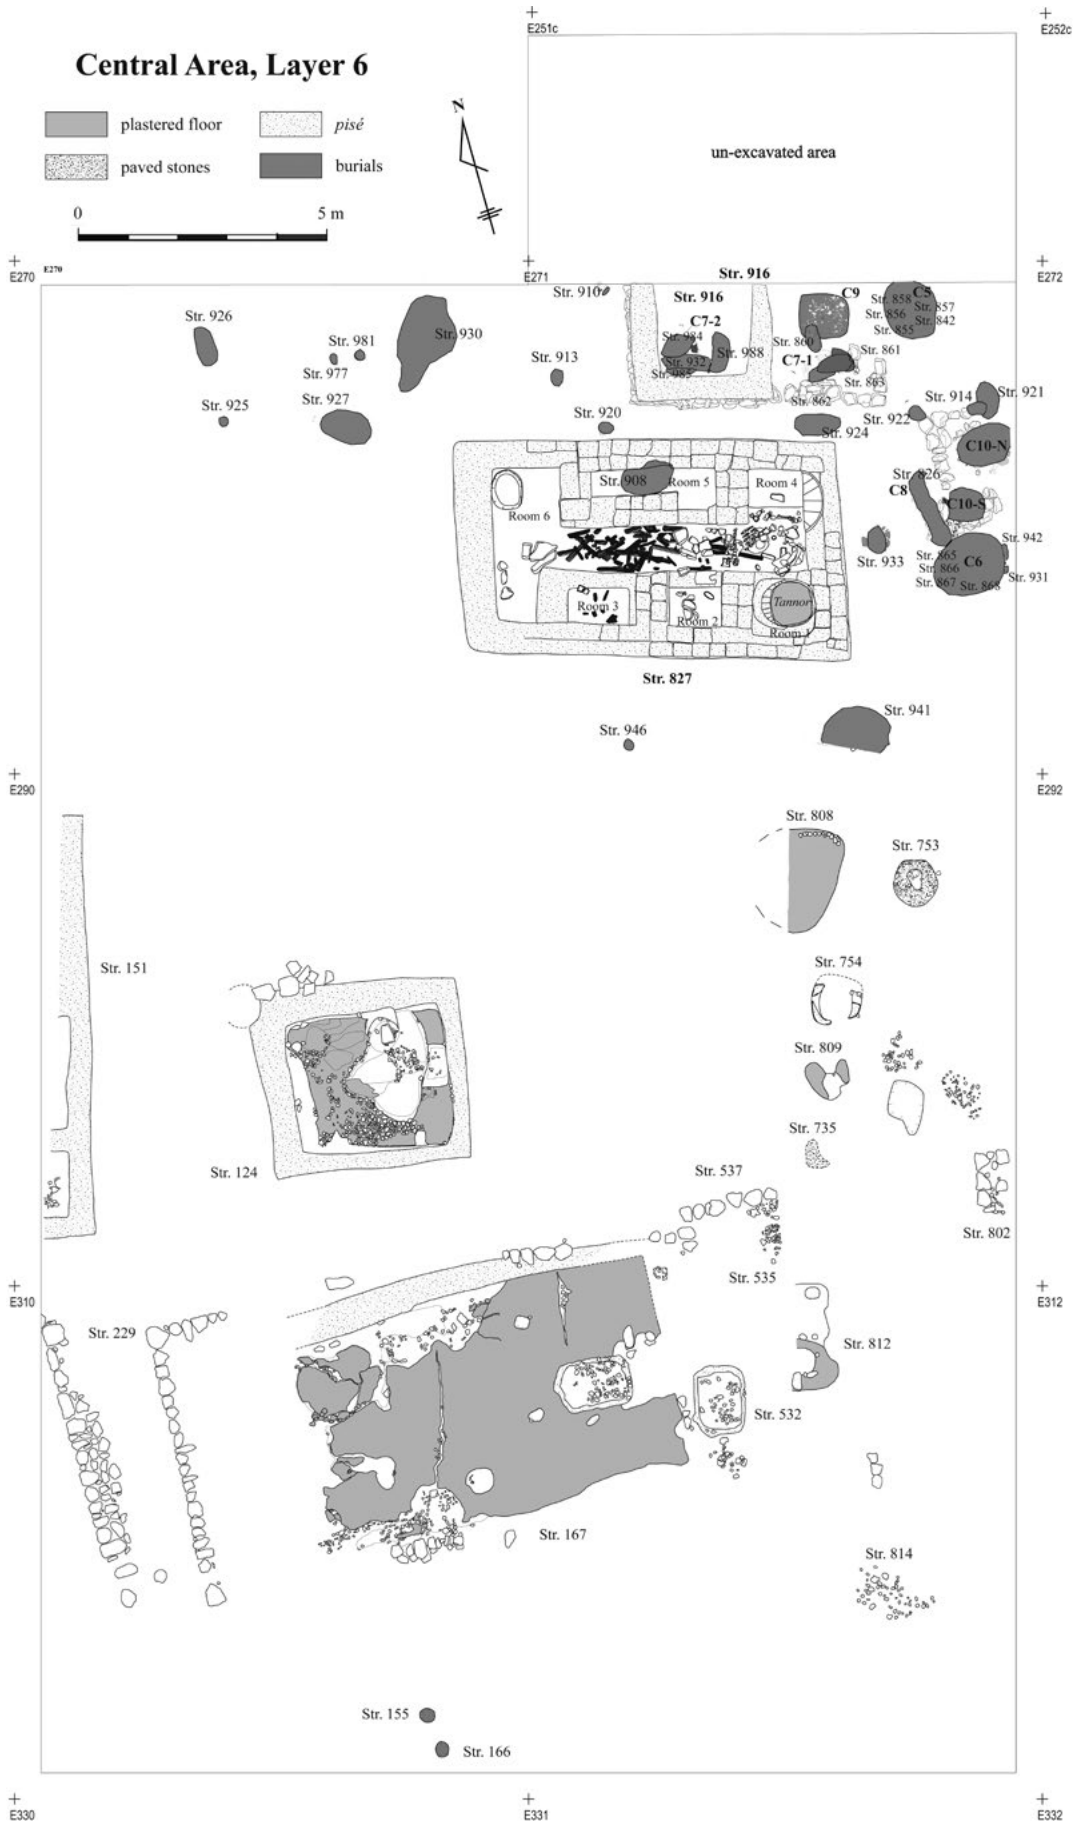 E251c
E252c
Central Area, Layer 6
plastered floor
pisé
paved stones
burials
N
un-excavated area
0
5 m
E270
E270
E271
E272
Str. 916
Str. 910
Str. 916
C9
C5
Str. 858
Str. 857
Str. 856
Str. 842
Str. 855
Str. 926
Str. 930
C7-2
Str. 984
Str. 860
Str. 981
Str. 988
Str. 861
Str. 913
Str. 932
C7-1
Str. 977
Str. 985
Str. 863
Str. 927
Str. 862
Str. 914
Str. 921
Str. 925
Str. 920
Str. 922
Str. 924
C10-N
Str. 908
Room 5
Room 4
Str. 826
C8
C10-S
Room 6
Str. 942
Str. 933
Str. 865
C6
Str. 866
Str. 931
Str. 867
Str. 868
Room 3
Tannor
Room 2
Room 1
Str. 827
Str. 941
Str. 946
E290
E292
Str. 808
Str. 753
Str. 151
Str. 754
Str. 809
Str. 735
Str. 124
Str. 537
Str. 802
Str. 535
E310
E312
Str. 229
Str. 812
Str. 532
Str. 167
Str. 814
Str. 155
Str. 166
E330
E331
E332